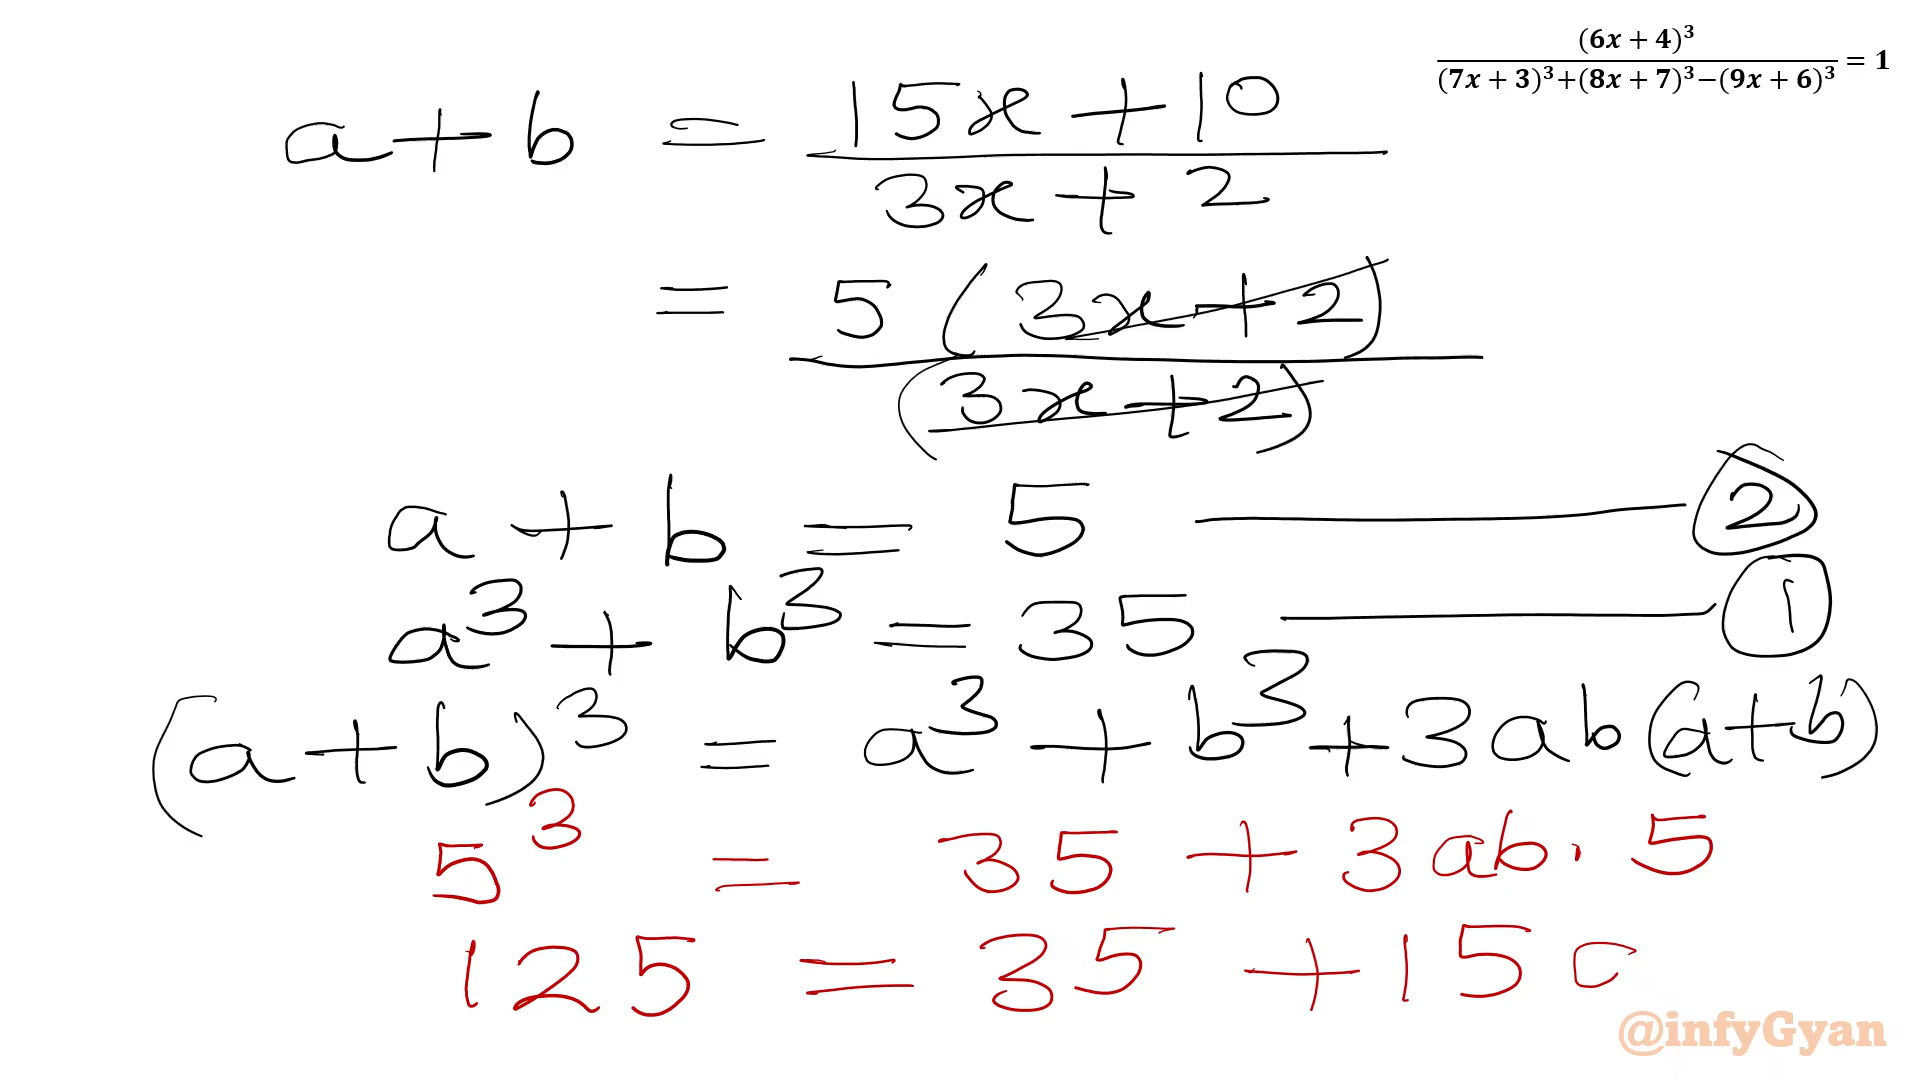 (6x + 4)³ / (7x + 3)³+(8x + 7)³−(9x + 6)³ = 1
a + b = 15x + 10 / 3x + 2
= 5 (3x + 2) / (3x + 2)
a + b = 5 ——— 2
a³ + b³ = 35 ——— 1
(a + b)³ = a³ + b³ + 3ab(a+b)
5³ = 35 + 3ab . 5
125 = 35 + 15
@infyGyan